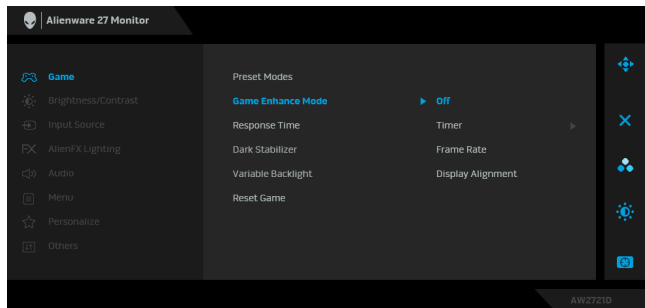 Alienware 27 Monitor
Game
Brightness/Contrast
Input Source
FX AlienFX Lighting
Audio
Menu
Personalize
Others
Preset Modes
Game Enhance Mode
Response Time
Dark Stabilizer
Variable Backlight
Reset Game
Off
Timer
Frame Rate
Display Alignment
AW2721D